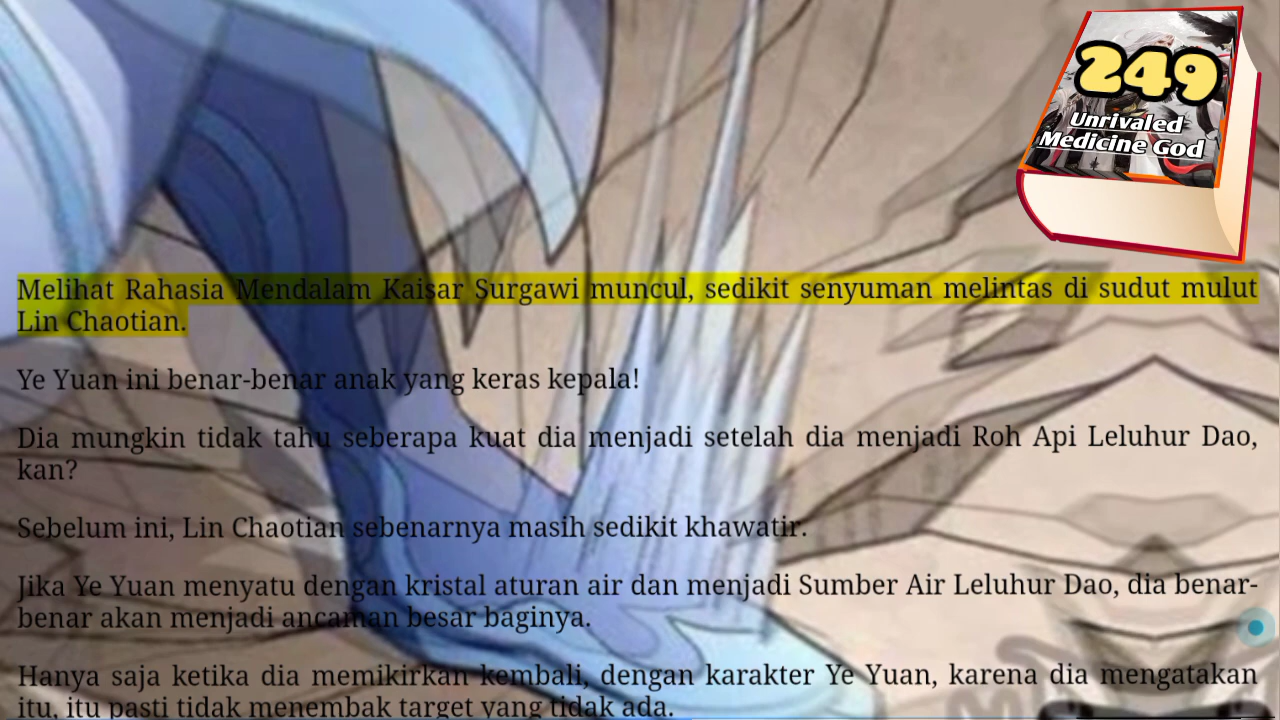 249
Unrivaled
Medicine God
Melihat Rahasia Mendalam Kaisar Surgawi muncul, sedikit senyuman melintas di sudut mulut
Lin Chaotian.
Ye Yuan ini benar-benar anak yang keras kepala!
Dia mungkin tidak tahu seberapa kuat dia menjadi setelah dia menjadi Roh Api Leluhur Dao,
kan?
Sebelum ini, Lin Chaotian sebenarnya masih sedikit khawatir.
Jika Ye Yuan menyatu dengan kristal aturan air dan menjadi Sumber Air Leluhur Dao, dia benar-
benar akan menjadi ancaman besar baginya.
Hanya saja ketika dia memikirkan kembali, dengan karakter Ye Yuan, karena dia mengatakan
itu, itu pasti tidak menembak target yang tidak ada.